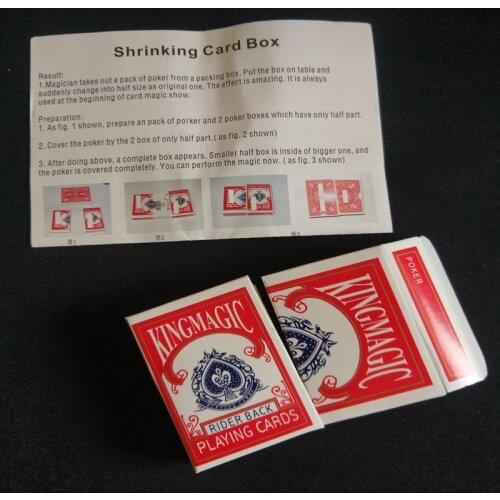 Shrinking Card Box
Result:
1.Magician takes out a pack of poker from a packing box. Put the box on table and
suddenly change into half size as original one. The effect is amazing. It is always
used at the beginning of card magic show.
Preparation:
1. As fig. 1 shown, prepare an pack of porker and 2 poker boxes which have only half part.
2. Cover the poker by the 2 box of only half part. ( as fig. 2 shown)
3. After doing above, a complete box appears. Smaller half box is inside of bigger one, and
the poker is covered completely. You can perform the magic now. ( as fig. 3 shown)
KINGMAGIC
RIDER BACK
PLAYING CARDS
KINGMAGIC
POKER